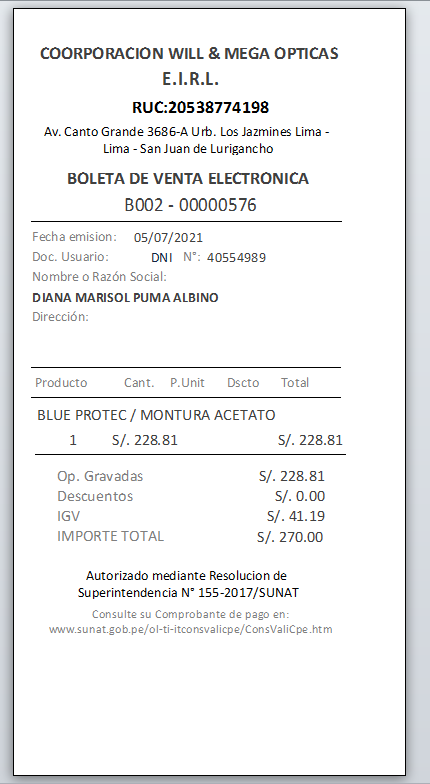 COORPORACION WILL & MEGA OPTICAS
E.I.R.L.
RUC:20538774198
Av. Canto Grande 3686-A Urb. Los Jazmines Lima -
Lima - San Juan de Lurigancho
BOLETA DE VENTA ELECTRONICA
B002 - 00000576
Fecha emision: 05/07/2021
Doc. Usuario: DNI N°: 40554989
Nombre o Razón Social:
DIANA MARISOL PUMA ALBINO
Dirección:
Producto Cant. P.Unit Dscto Total
BLUE PROTEC / MONTURA ACETATO
1 S/. 228.81 S/. 228.81
Op. Gravadas S/. 228.81
Descuentos S/. 0.00
IGV S/. 41.19
IMPORTE TOTAL S/. 270.00
Autorizado mediante Resolucion de
Superintendencia N° 155-2017/SUNAT
Consulte su Comprobante de pago en:
www.sunat.gob.pe/ol-ti-itconsvalicpe/ConsValiCpe.htm